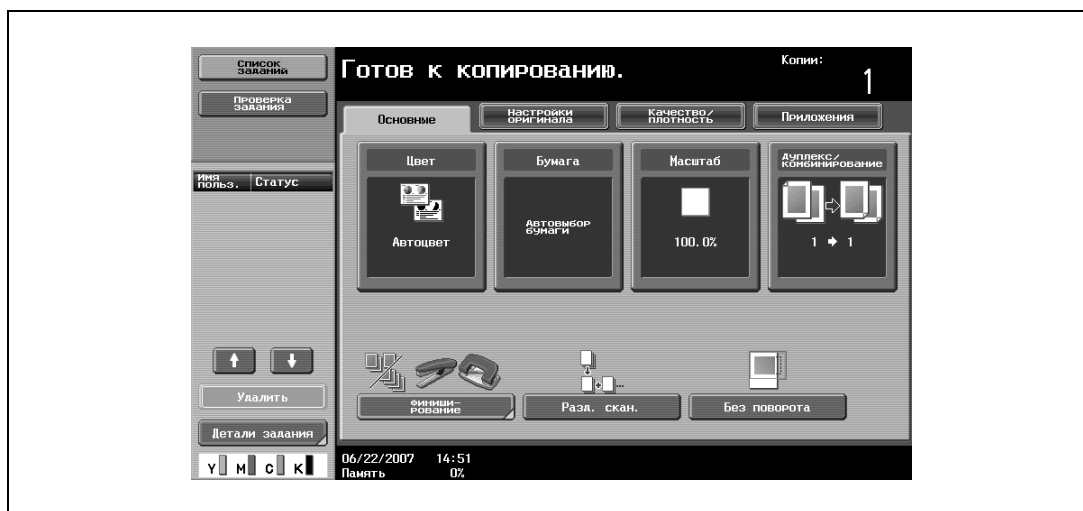 Список
заданий
Проверка
задания
Имя
польз.
Статус
Удалить
Детали задания
Y M C K
Готов к копированию.
Копии:
1
Основные
Настройки
оригинала
Качество/
плотность
Приложения
Цвет
Автоцвет
Бумага
Автовыбор
бумаги
Масштаб
100.0%
Дуплекс/
комбинирование
1 → 1
Финиши-
рование
Разд. скан.
Без поворота
06/22/2007 14:51
Память 0%